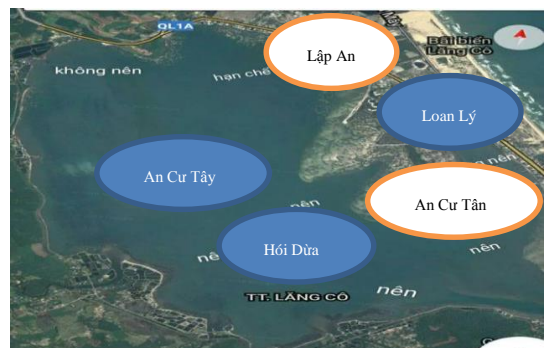 QL1A
Lập An
Bãi biển
Lăng Cô
không nên
hạn chế
Loan Lý
nên
An Cư Tây
nên
An Cư Tân
Hói Dừa
nên
TT. LĂNG CÔ
nên